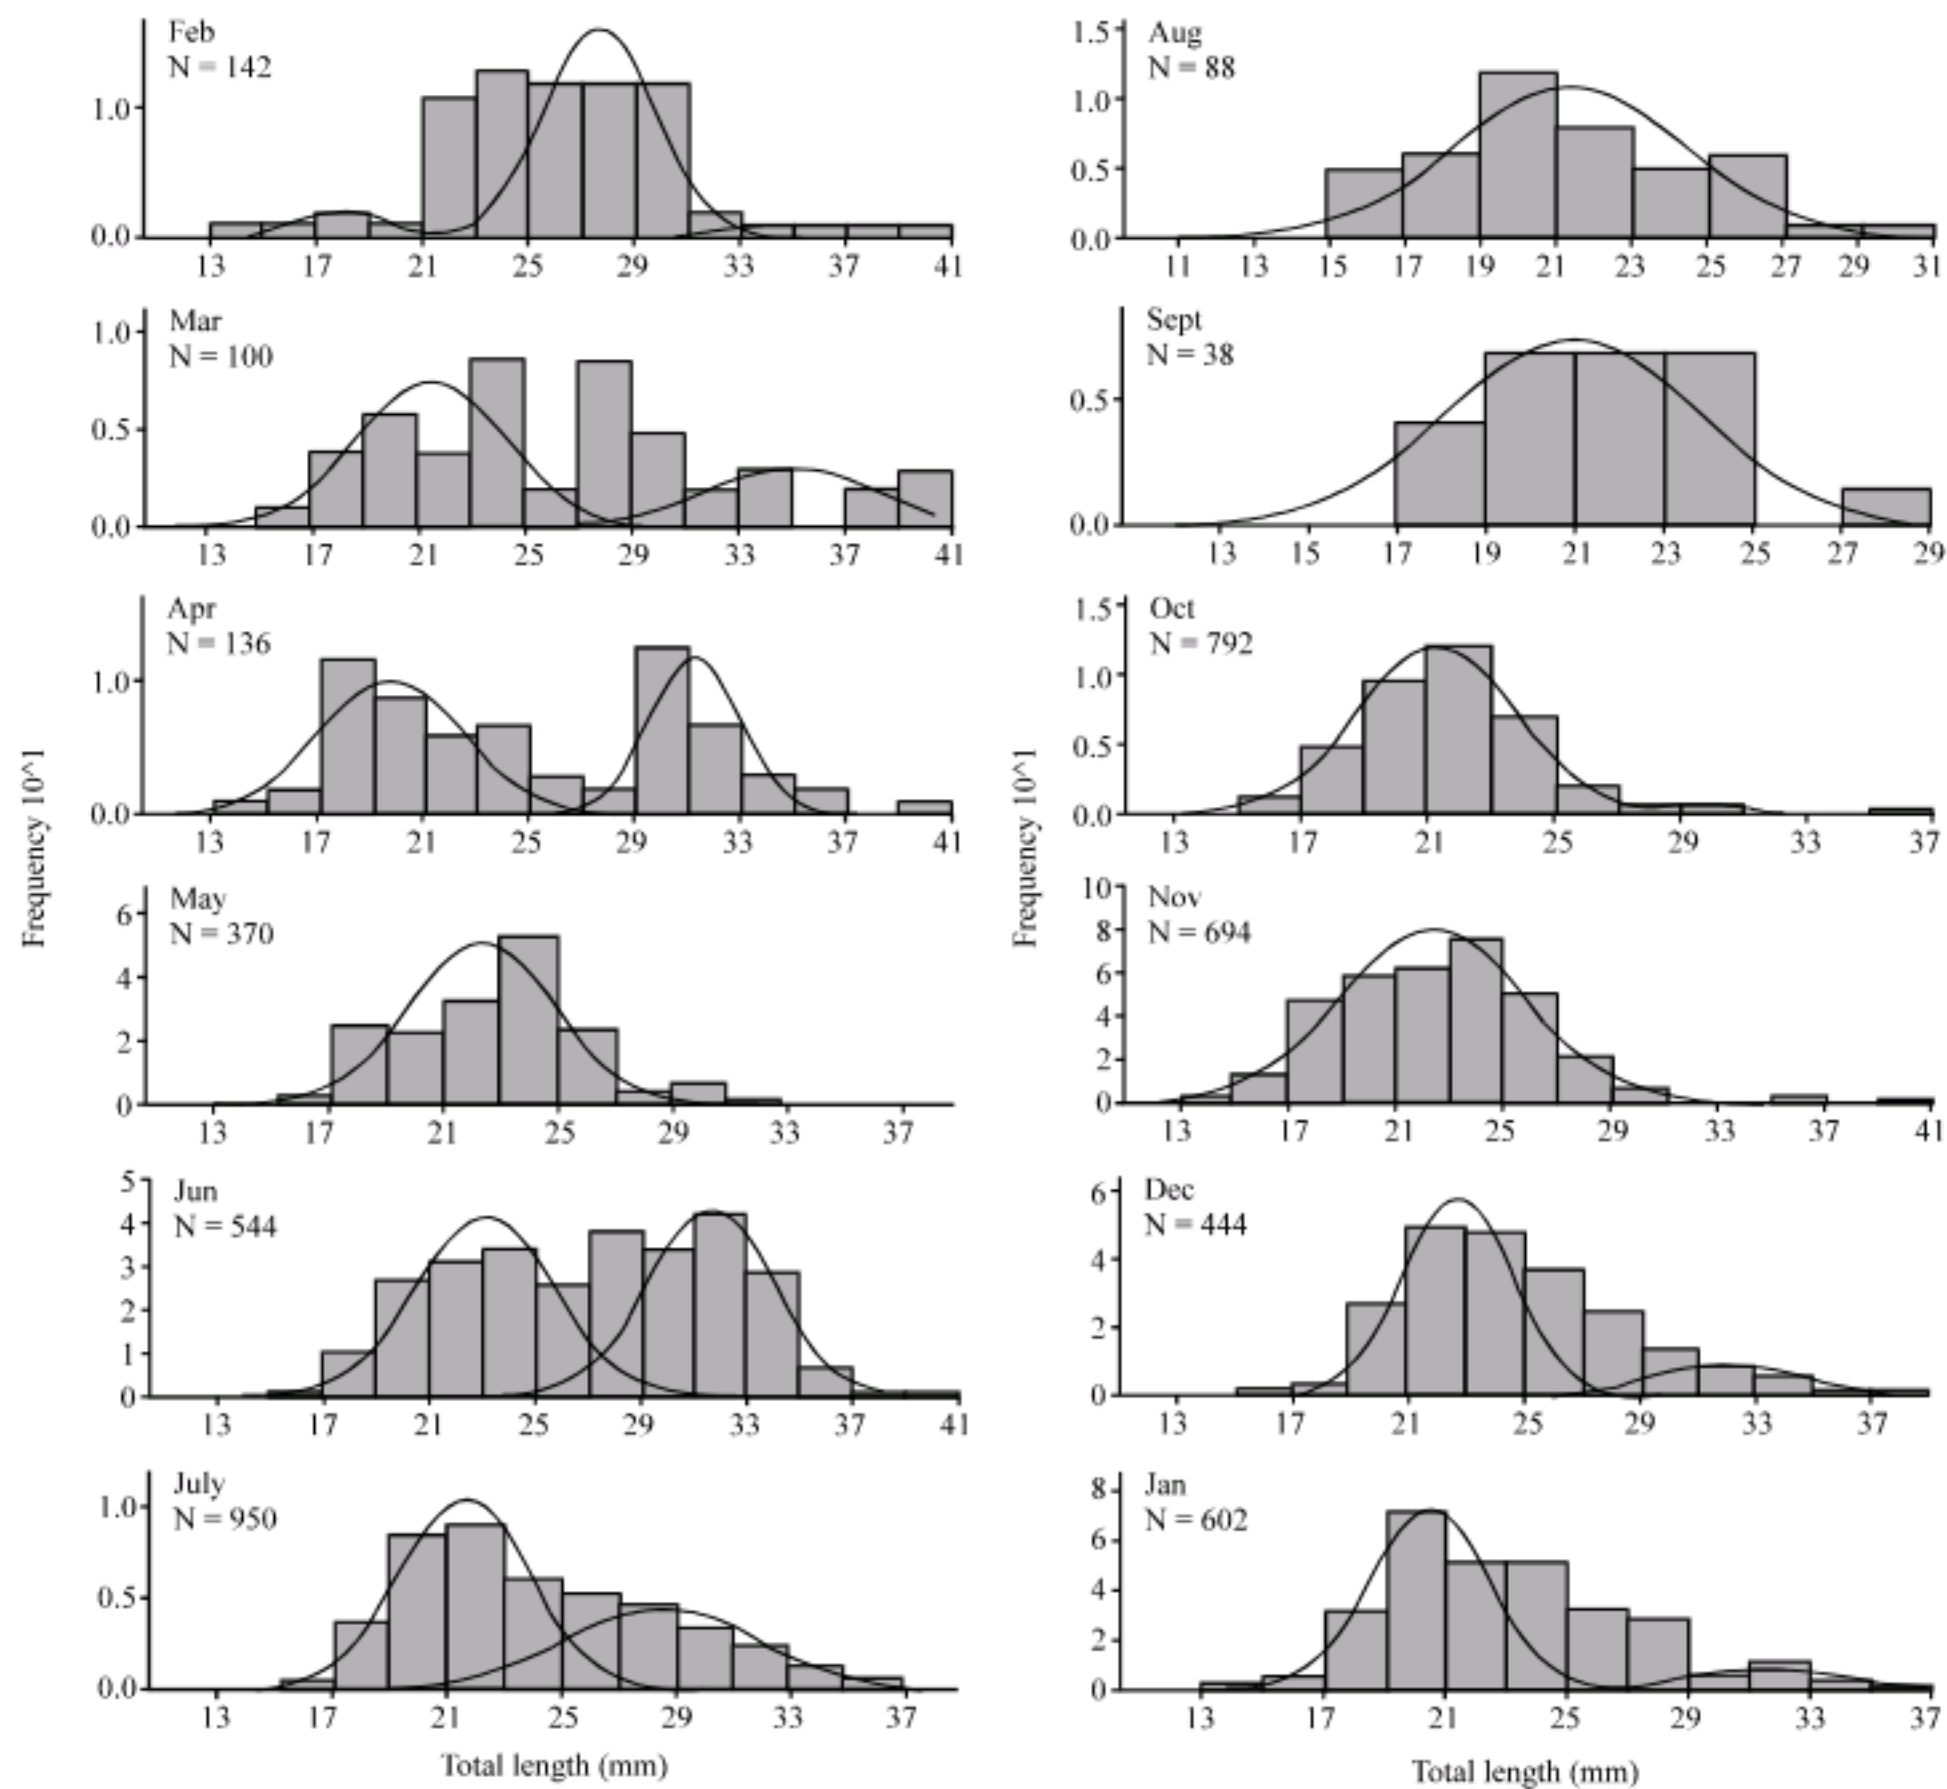 Feb
N = 142
1.0
0.0
13 17 21 25 29 33 37 41
Mar
N = 100
1.0
0.5
0.0
13 17 21 25 29 33 37 41
Apr
N = 136
1.0
0.0
13 17 21 25 29 33 37 41
May
N = 370
6
4
2
0
13 17 21 25 29 33 37
Jun
N = 544
5
4
3
2
1
0
13 17 21 25 29 33 37 41
July
N = 950
1.0
0.5
0.0
13 17 21 25 29 33 37
Total length (mm)
Frequency 10^1
Aug
N = 88
1.5
1.0
0.5
0.0
11 13 15 17 19 21 23 25 27 29 31
Sept
N = 38
0.5
0.0
13 15 17 19 21 23 25 27 29
Oct
N = 792
1.5
1.0
0.5
0.0
13 17 21 25 29 33 37
Nov
N = 694
10
8
6
4
2
0
13 17 21 25 29 33 37 41
Dec
N = 444
6
4
2
0
13 17 21 25 29 33 37
Jan
N = 602
8
6
4
2
0
13 17 21 25 29 33 37
Total length (mm)
Frequency 10^1